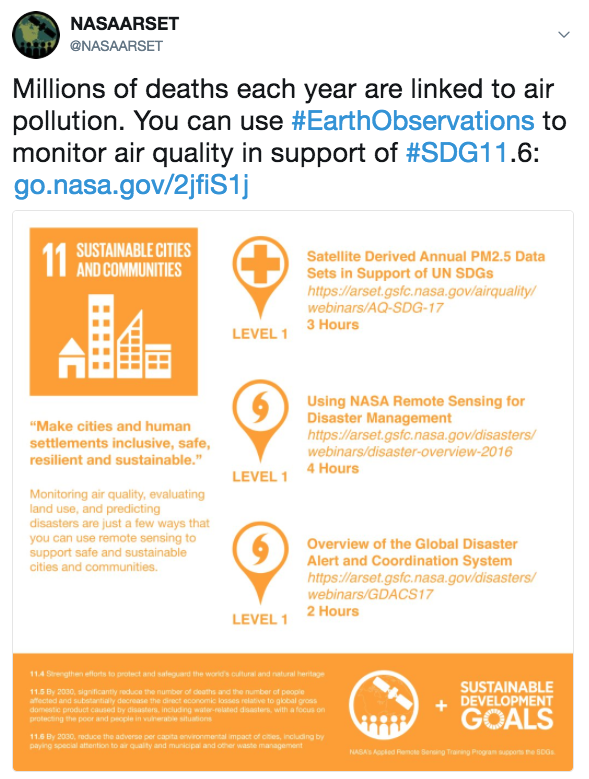 NASAARSET
@NASAARSET
Millions of deaths each year are linked to air
pollution. You can use #EarthObservations to
monitor air quality in support of #SDG11.6:
go.nasa.gov/2jfiS1j
11 SUSTAINABLE CITIES
AND COMMUNITIES
"Make cities and human
settlements inclusive, safe,
resilient and sustainable."
Monitoring air quality, evaluating
land use, and predicting
disasters are just a few ways that
you can use remote sensing to
support safe and sustainable
cities and communities.
LEVEL 1
Satellite Derived Annual PM2.5 Data
Sets in Support of UN SDGs
https://arset.gsfc.nasa.gov/airquality/
webinars/AQ-SDG-17
3 Hours
LEVEL 1
Using NASA Remote Sensing for
Disaster Management
https://arset.gsfc.nasa.gov/disasters/
webinars/disaster-overview-2016
4 Hours
LEVEL 1
Overview of the Global Disaster
Alert and Coordination System
https://arset.gsfc.nasa.gov/disasters/
webinars/GDACS17
2 Hours
11.4 Strengthen efforts to protect and safeguard the world's cultural and natural heritage
11.5 By 2030, significantly reduce the number of deaths and the number of people
affected and substantially decrease the direct economic losses relative to global gross
domestic product caused by disasters, including water-related disasters, with a focus on
protecting the poor and people in vulnerable situations
11.6 By 2030, reduce the adverse per capita environmental impact of cities, including by
paying special attention to air quality and municipal and other waste management
+
SUSTAINABLE
DEVELOPMENT
GOALS
NASA's Applied Remote Sensing Training Program supports the SDGs